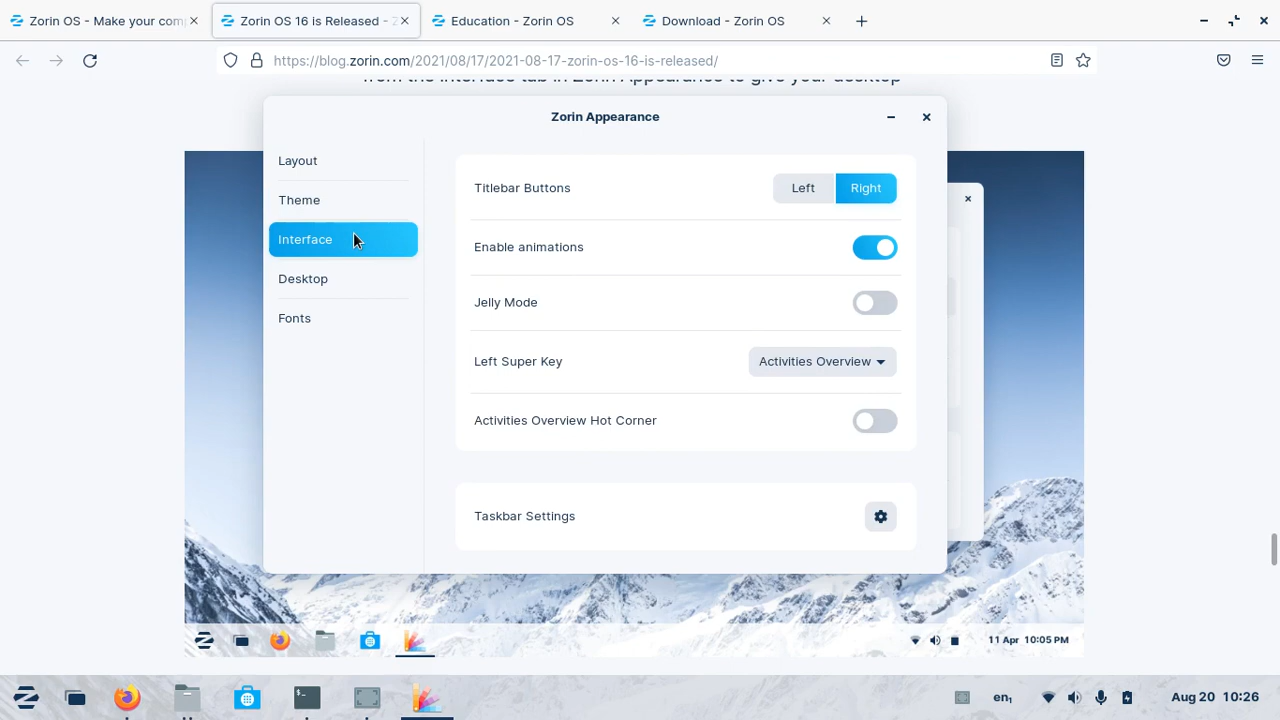 Zorin OS - Make your com
Zorin OS 16 is Released - Z
Education - Zorin OS
Download - Zorin OS
https://blog.zorin.com/2021/08/17/2021-08-17-zorin-os-16-is-released/
from the Interface tab in Zorin Appearance to give your desktop
Zorin Appearance
Layout
Theme
Interface
Desktop
Fonts
Titlebar Buttons Left Right
Enable animations
Jelly Mode
Left Super Key Activities Overview
Activities Overview Hot Corner
Taskbar Settings
11 Apr 10:05 PM
en₁ Aug 20 10:26